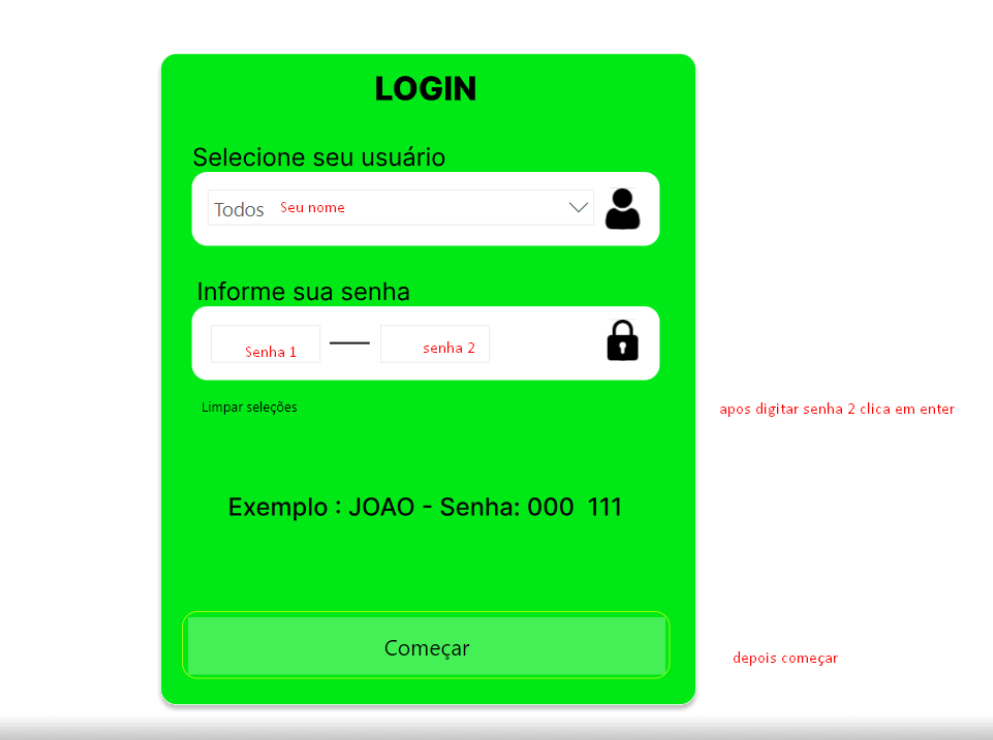 LOGIN
Selecione seu usuário
Todos Seu nome
Informe sua senha
Senha 1 senha 2
Limpar seleções
apos digitar senha 2 clica em enter
Exemplo : JOAO - Senha: 000 111
Começar
depois começar